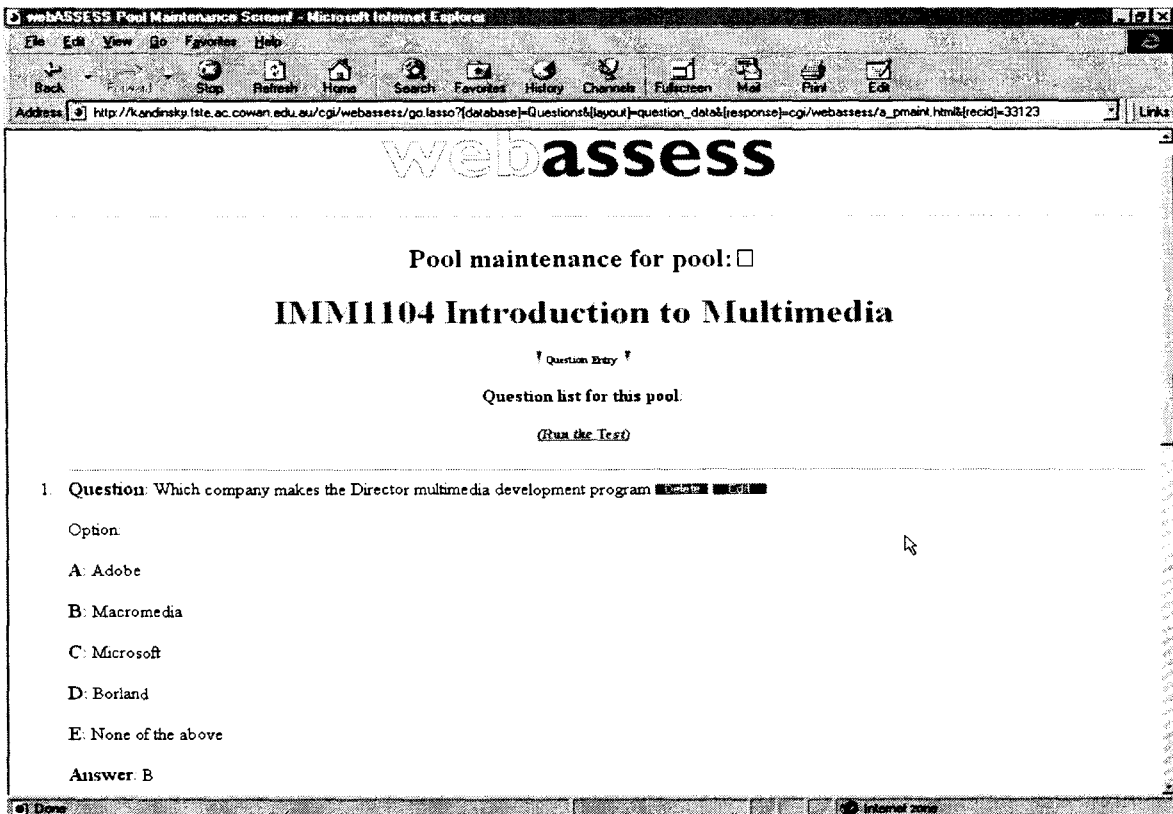 webASSESS Pool Maintenance Screen! - Microsoft Internet Explorer
File Edit View Go Favorites Help
Back Forward Stop Refresh Home Search Favorites History Channels Fullscreen Mail Print Edit
Address http://kandinsky.fste.ac.cowan.edu.au/cgi/webassess/go.lasso?[database]=Questions&[layout]=question_data&[response]=cgi/webassess/a_pmaint.html&[recid]=33123 Links
webassess
Pool maintenance for pool:
IMM1104 Introduction to Multimedia
Question Entry
Question list for this pool:
(Run the Test)
1. Question: Which company makes the Director multimedia development program Delete Edit
Option:
A: Adobe
B: Macromedia
C: Microsoft
D: Borland
E: None of the above
Answer: B
Done Internet zone